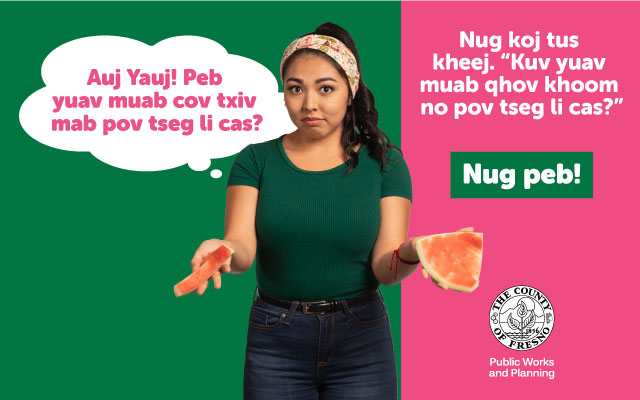 Auj Yauj! Peb
yuav muab cov txiv
mab pov tseg li cas?
Nug koj tus
kheej. “Kuv yuav
muab qhov khoom
no pov tseg li cas?”
Nug peb!
THE COUNTY
OF FRESNO
1856
Public Works
and Planning